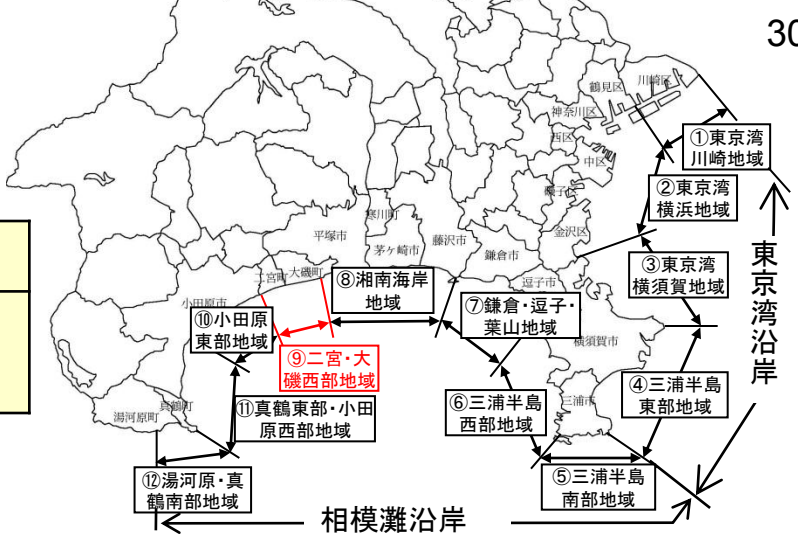 30
川崎区
鶴見区
神奈川区
西区
中区
磯子区
金沢区
①東京湾
川崎地域
②東京湾
横浜地域
③東京湾
横須賀地域
東京湾沿岸
寒川町
平塚市
茅ケ崎市
藤沢市
鎌倉市
逗子市
二宮町
大磯町
⑧湘南海岸
地域
⑦鎌倉・逗子・
葉山地域
小田原市
⑩小田原
東部地域
⑨二宮・大
磯西部地域
横須賀市
④三浦半島
東部地域
三浦市
⑥三浦半島
西部地域
真鶴町
湯河原町
⑪真鶴東部・小田
原西部地域
⑤三浦半島
南部地域
⑫湯河原・真
鶴南部地域
相模灘沿岸